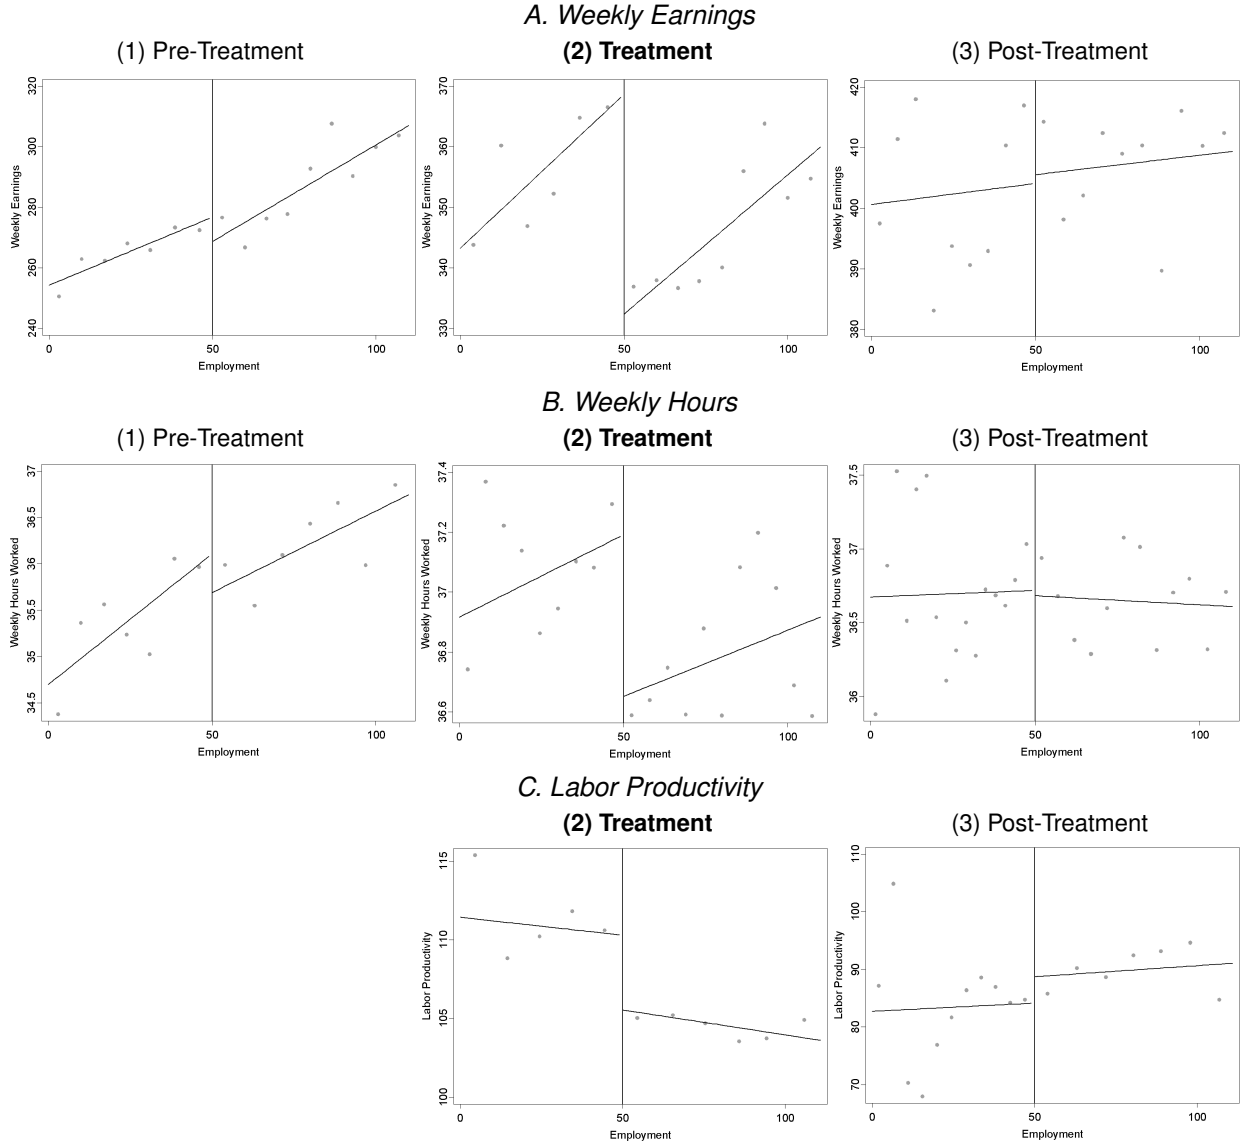 A. Weekly Earnings
(1) Pre-Treatment
(2) Treatment
(3) Post-Treatment
Weekly Earnings
240 260 280 300 320
0 50 100
Employment
Weekly Earnings
330 340 350 360 370
0 50 100
Employment
Weekly Earnings
380 390 400 410 420
0 50 100
Employment
B. Weekly Hours
(1) Pre-Treatment
(2) Treatment
(3) Post-Treatment
Weekly Hours Worked
34.5 35 35.5 36 36.5 37
0 50 100
Employment
Weekly Hours Worked
36.6 36.8 37 37.2 37.4
0 50 100
Employment
Weekly Hours Worked
36 36.5 37 37.5
0 50 100
Employment
C. Labor Productivity
(2) Treatment
(3) Post-Treatment
Labor Productivity
100 105 110 115
0 50 100
Employment
Labor Productivity
70 80 90 100 110
0 50 100
Employment